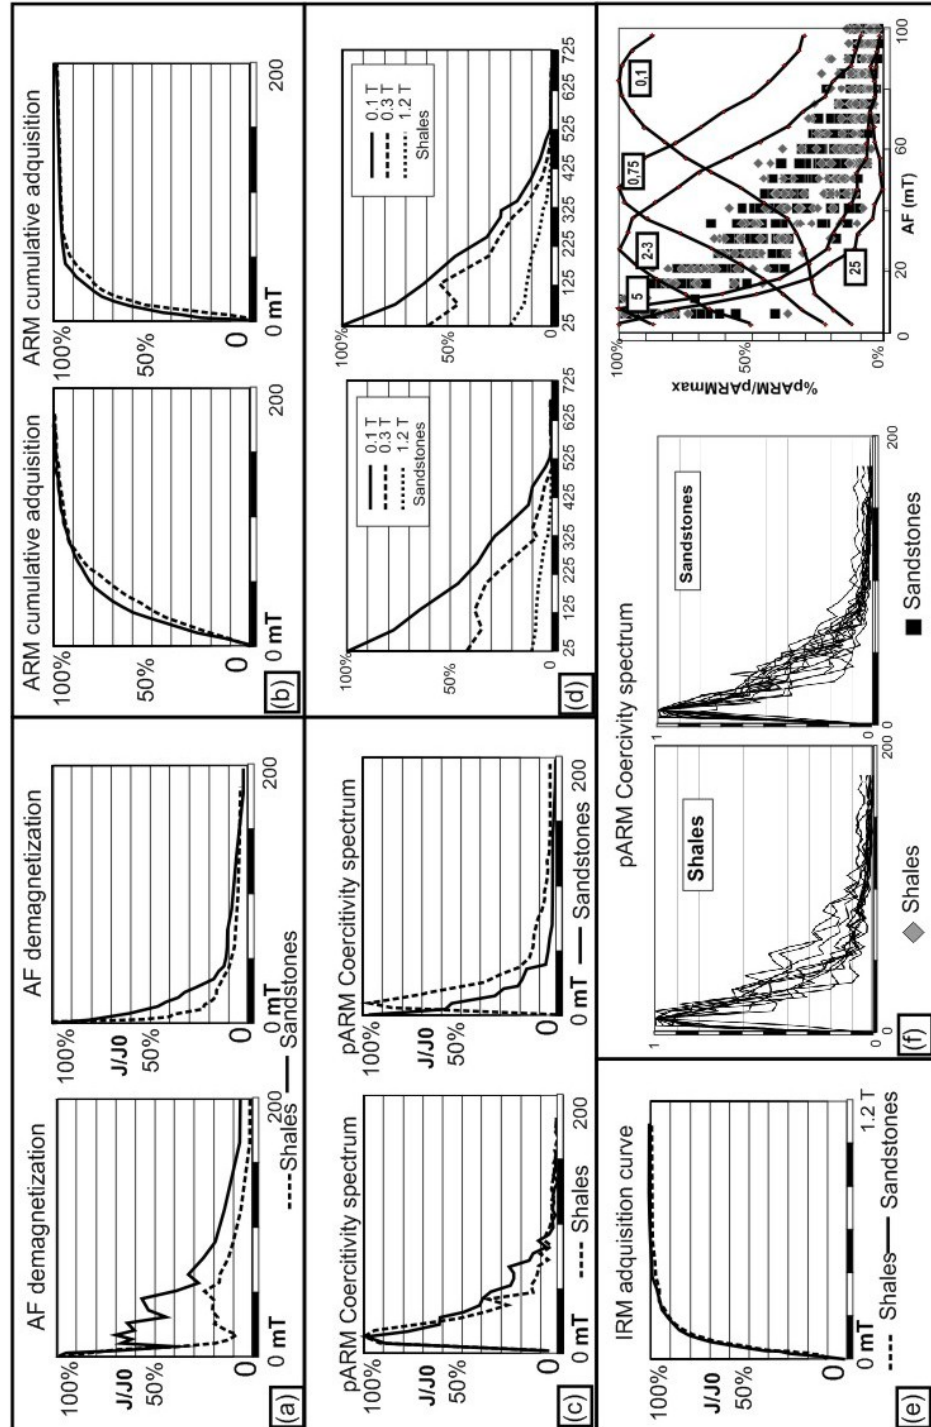 AF demagnetization
100%
J/J0
50%
0
0 mT
200
AF demagnetization
100%
J/J0
50%
0
0 mT
200
Shales
Sandstones
(a)
ARM cumulative adquisition
100%
50%
0
0 mT
200
ARM cumulative adquisition
100%
50%
0
0 mT
200
(b)
pARM Coercitivity spectrum
100%
J/J0
50%
0
0 mT
200
pARM Coercitivity spectrum
100%
50%
0
0 mT
200
Shales
Sandstones
(c)
100%
50%
0
25 125 225 325 425 525 625 725
0.1 T
0.3 T
1.2 T
Sandstones
100%
50%
0
25 125 225 325 425 525 625 725
0.1 T
0.3 T
1.2 T
Shales
(d)
IRM adquisition curve
100%
J/J0
50%
0
0 mT
1.2 T
Shales
Sandstones
(e)
pARM Coercivity spectrum
1
0
0
200
Shales
1
0
0
200
Sandstones
Shales
Sandstones
(f)
%pARM/pARMmax
100%
50%
0%
0 20 40 60 80 100
AF (mT)
5
2-3
0,75
0,1
25